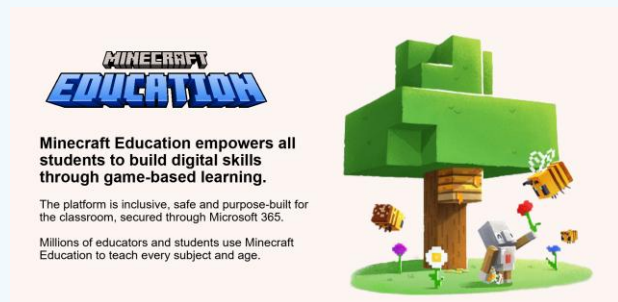 MINECRAFT
EDUCATION
Minecraft Education empowers all
students to build digital skills
through game-based learning.
The platform is inclusive, safe and purpose-built for
the classroom, secured through Microsoft 365.
Millions of educators and students use Minecraft
Education to teach every subject and age.